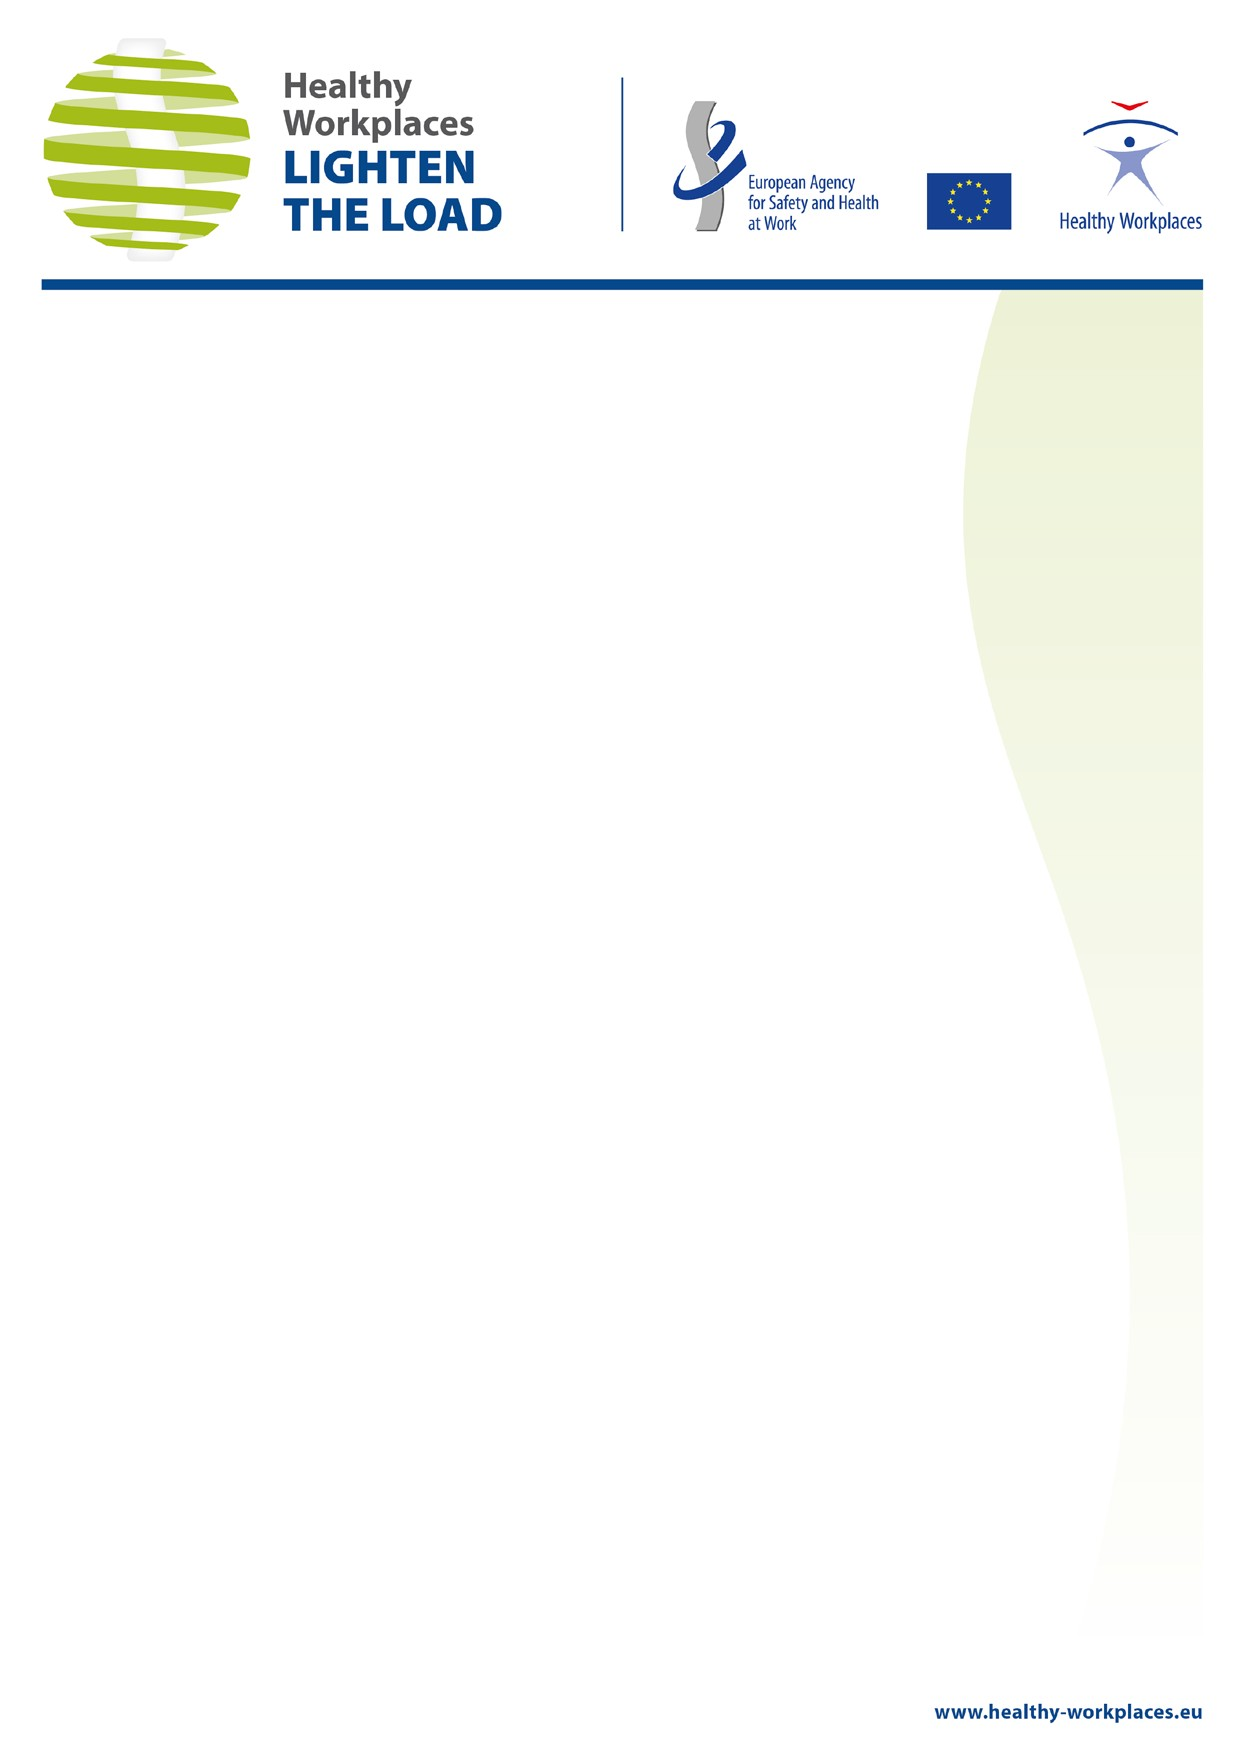 Healthy
Workplaces
LIGHTEN
THE LOAD
European Agency
for Safety and Health
at Work
Healthy Workplaces
www.healthy-workplaces.eu